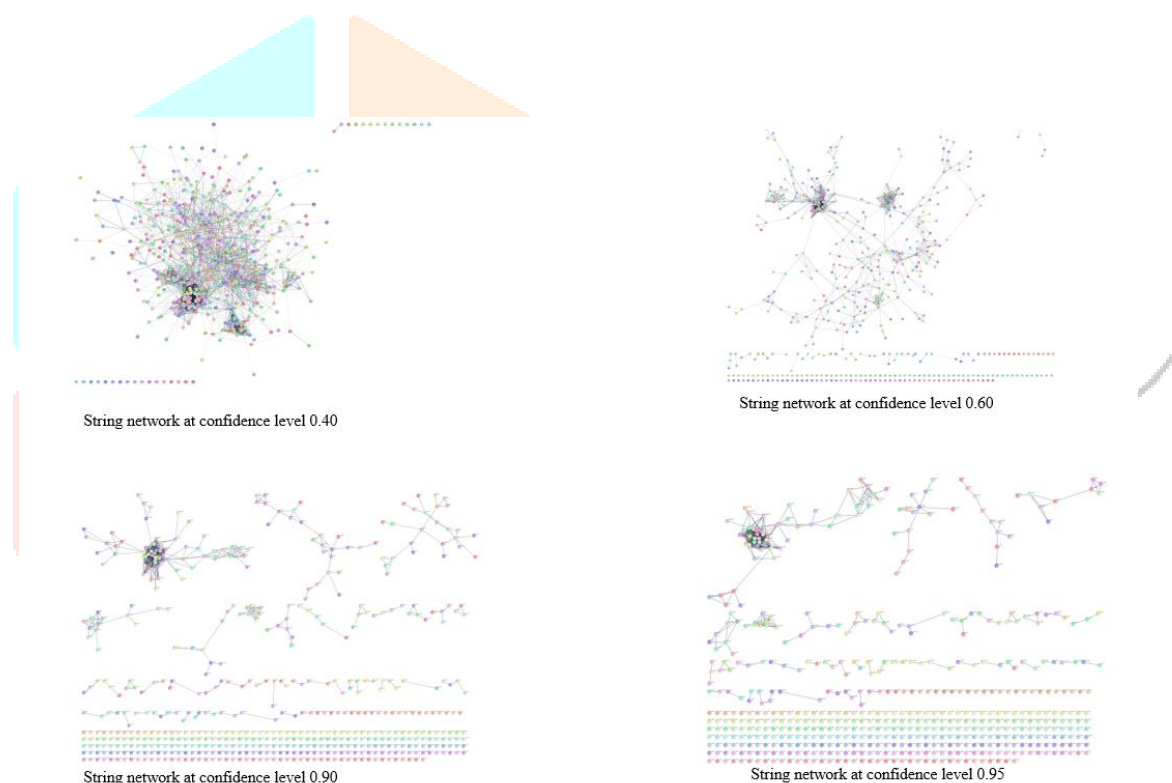 String network at confidence level 0.40
String network at confidence level 0.60
String network at confidence level 0.90
String network at confidence level 0.95